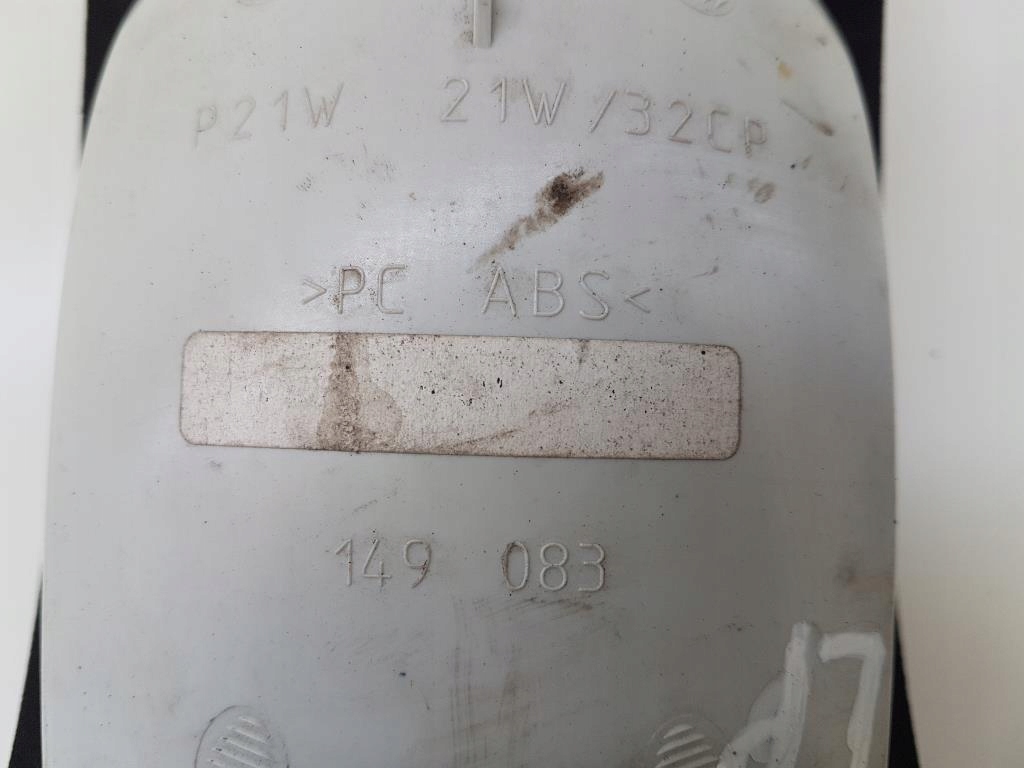 P21W 21W/32CP
>PC ABS<
149 083